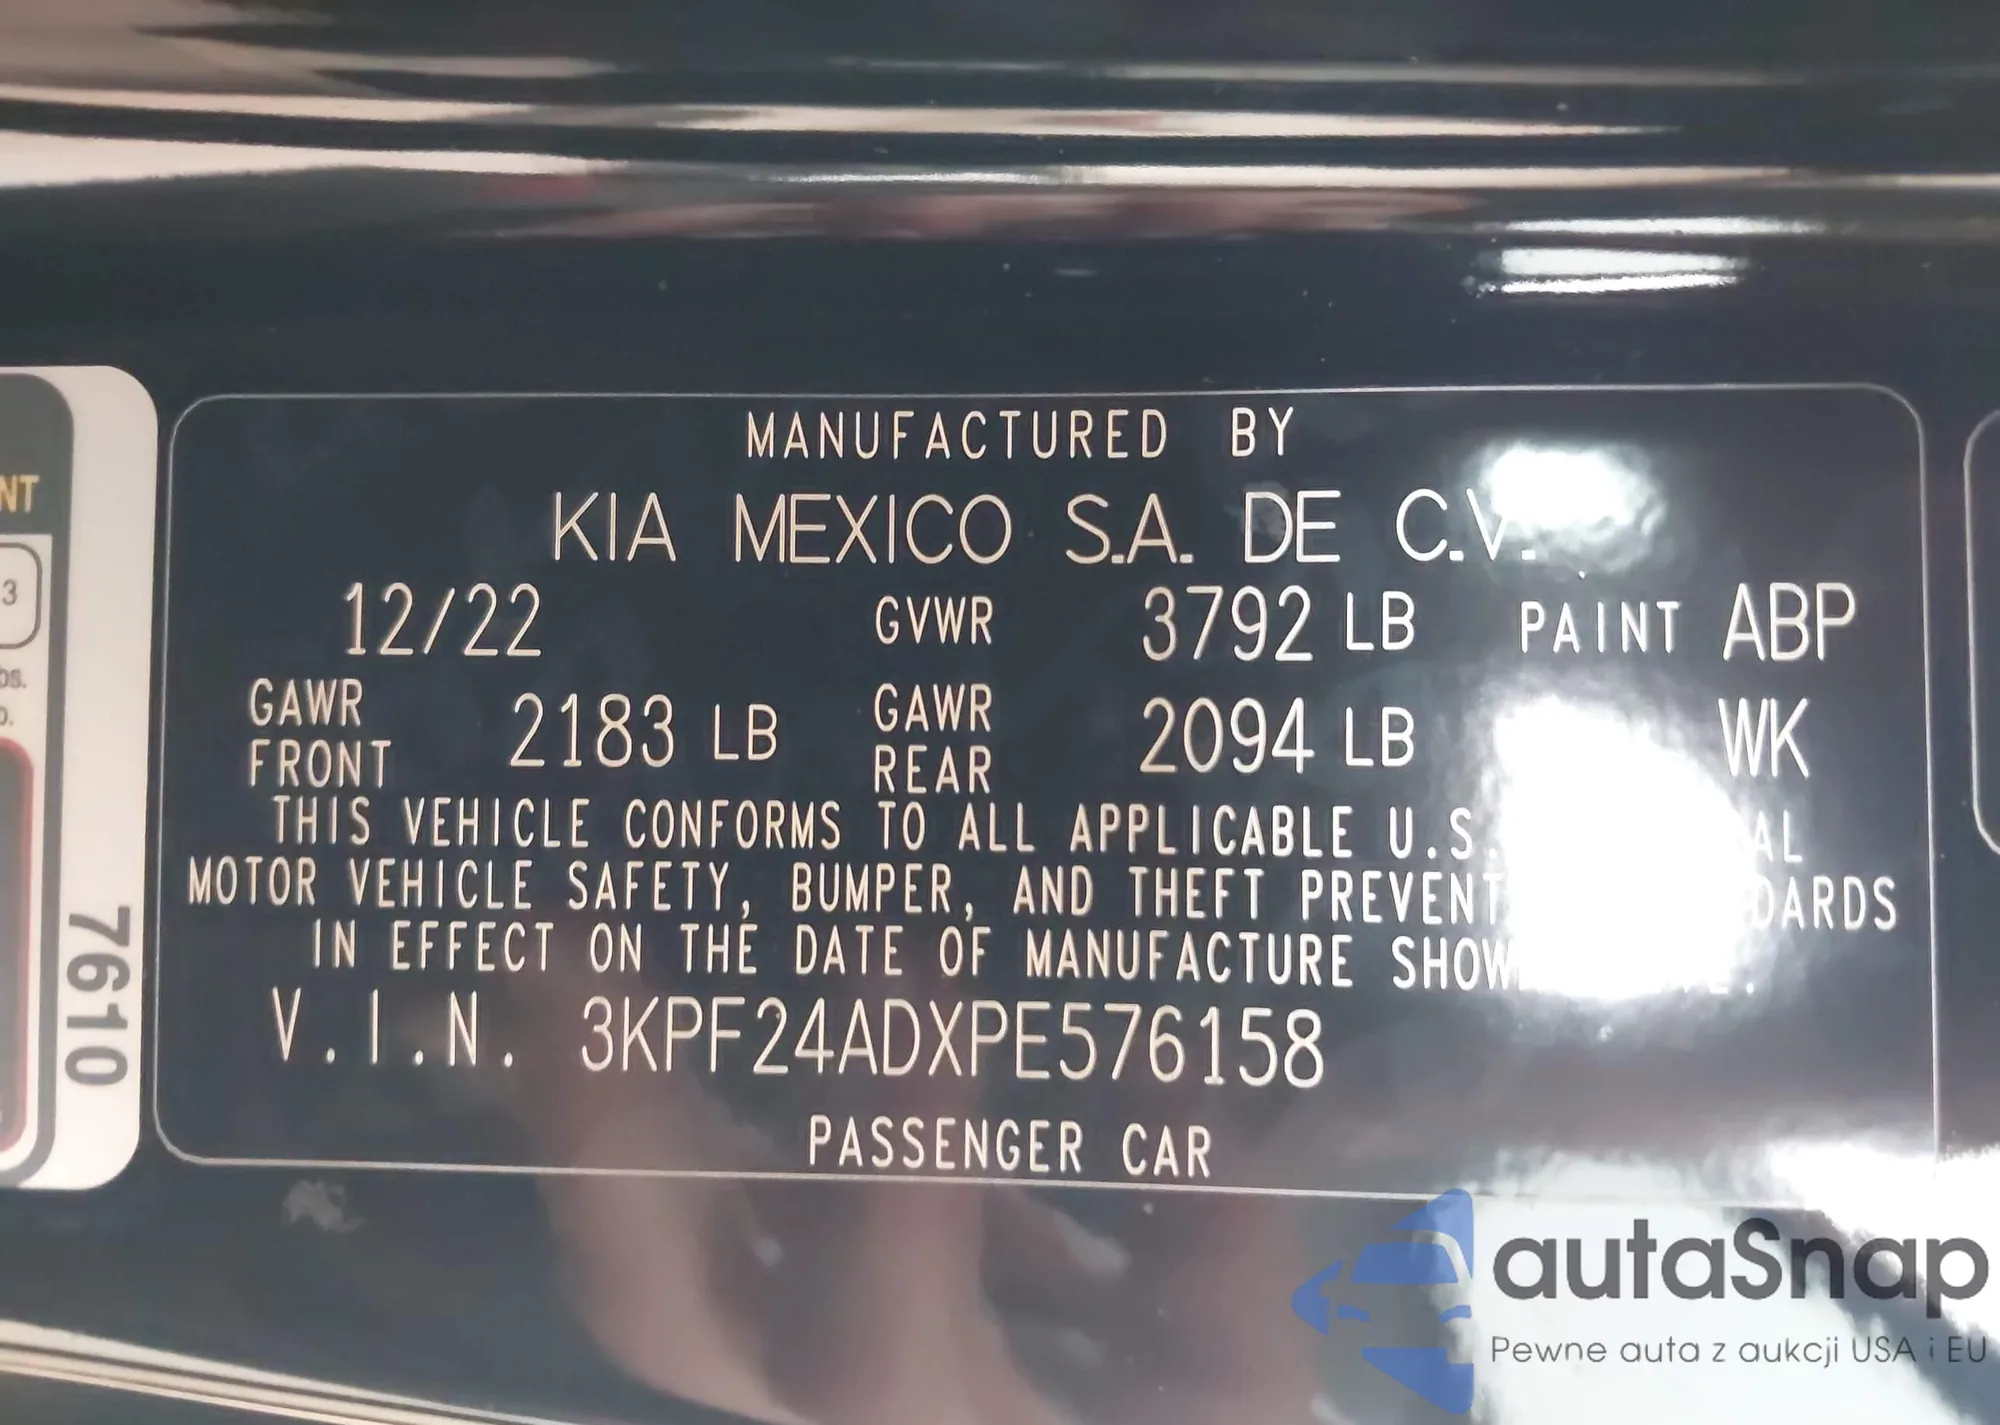 MANUFACTURED BY
KIA MEXICO S.A. DE C.V.
12/22 GVWR 3792 LB PAINT ABP
GAWR FRONT 2183 LB GAWR REAR 2094 LB WK
THIS VEHICLE CONFORMS TO ALL APPLICABLE U.S.
MOTOR VEHICLE SAFETY, BUMPER, AND THEFT
IN EFFECT ON THE DATE OF MANUFACTURE
V.I.N. 3KPF24ADXPE576158
PASSENGER CAR
7610
3
autaSnap
Pewne auta z aukcji USA i EU